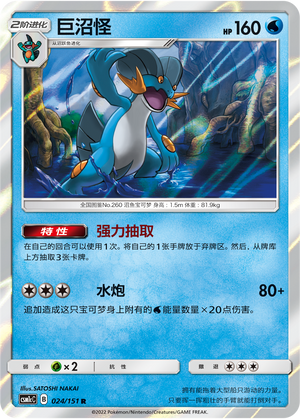 2阶进化 巨沼怪 HP 160
从沼跃鱼进化
全国图鉴No.260 沼鱼宝可梦 身高：1.5m 体重：81.9kg
特性 强力抽取
在自己的回合可以使用1次。将自己的1张手牌放于弃牌区。然后，从牌库
上方抽取3张卡牌。
水炮 80+
追加造成这只宝可梦身上附有的能量数量×20点伤害。
弱点 ×2 抵抗力 撤退
Illus. SATOSHI NAKAI
CSM1cC B 024/151 R
©2022 Pokémon/Nintendo/Creatures/GAME FREAK.